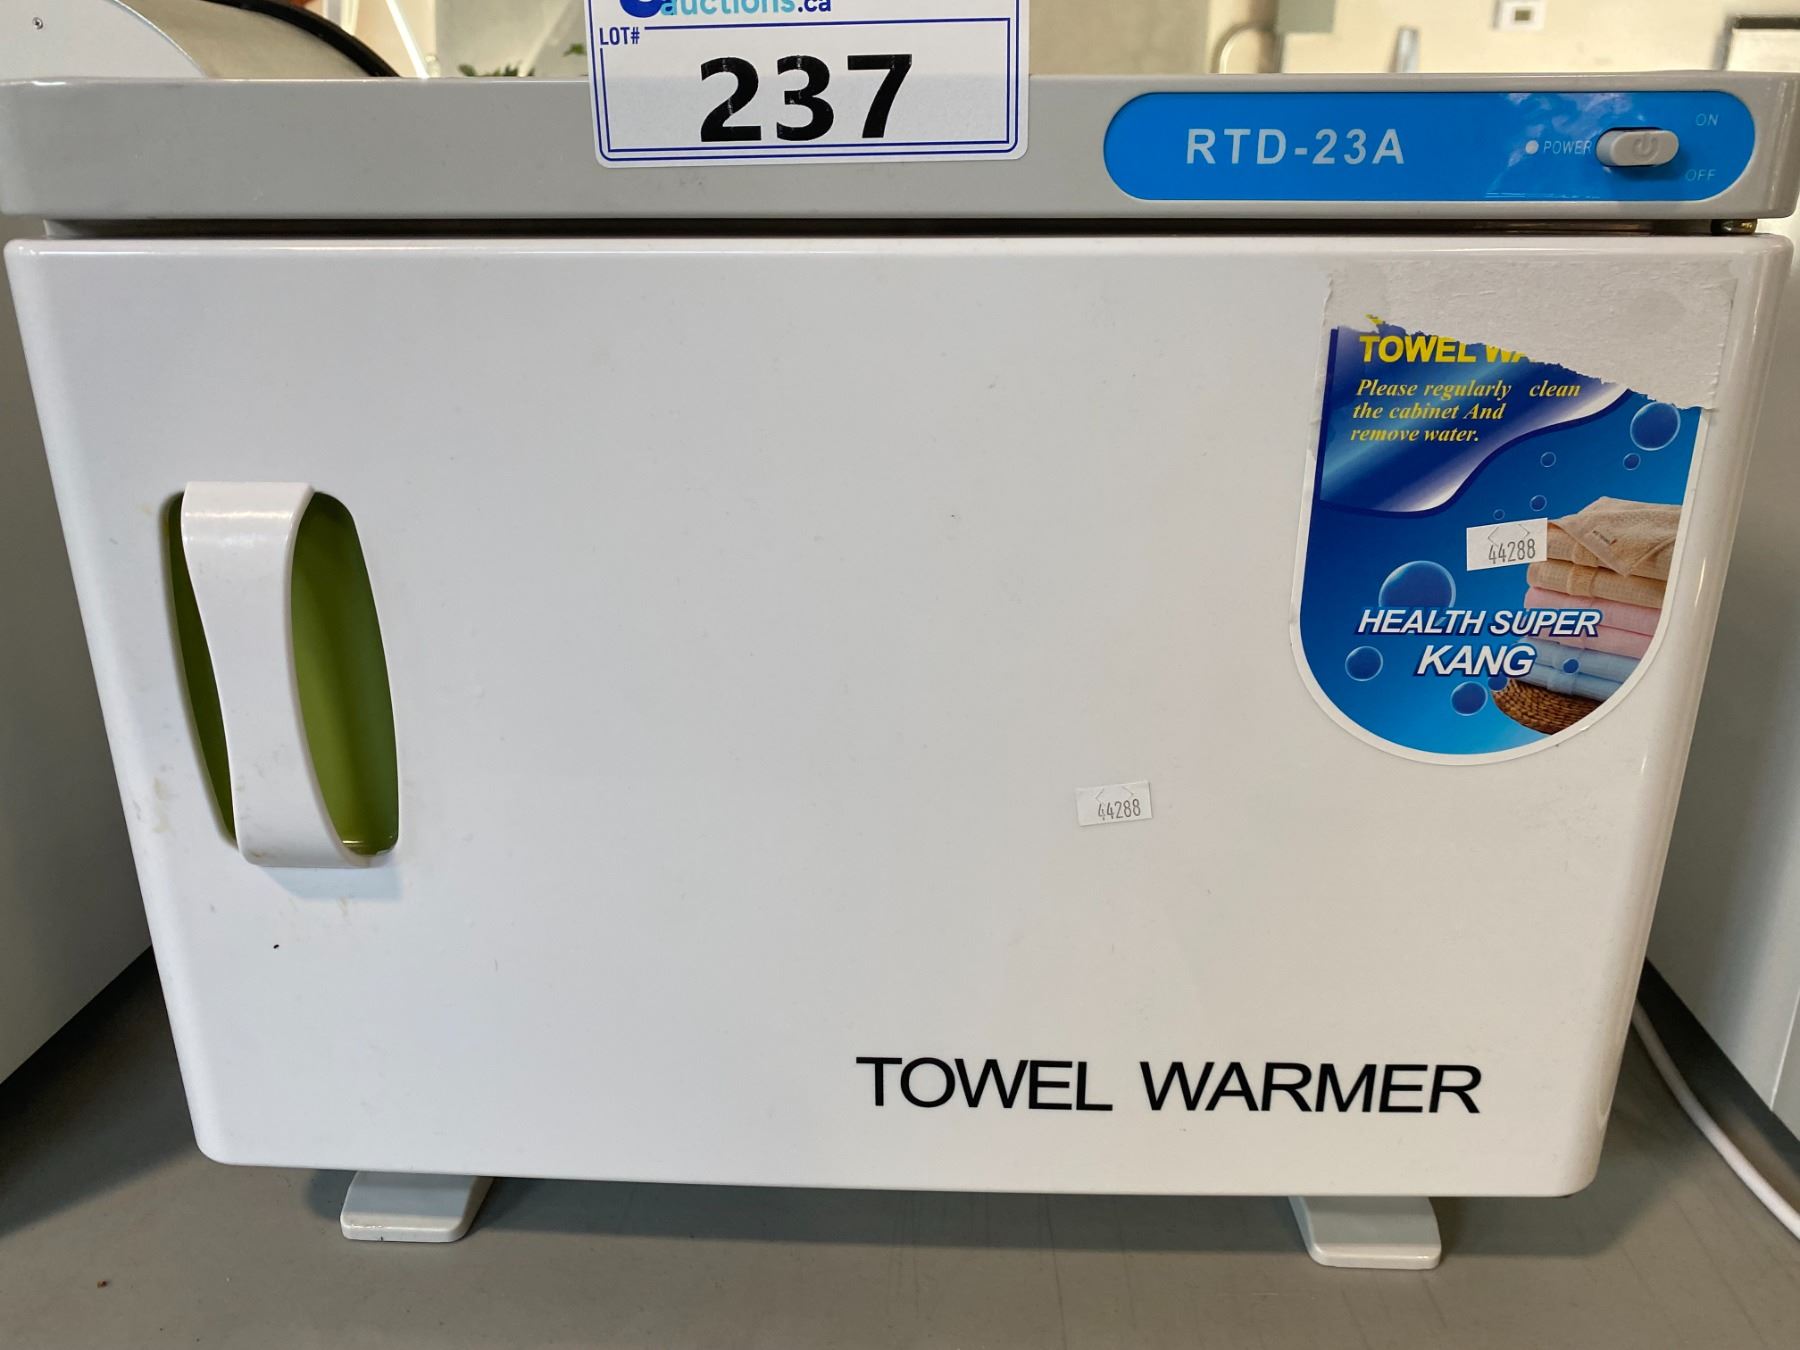 auctions.ca
LOT#
237
RTD-23A
POWER
ON
OFF
TOWEL
Please regularly clean
the cabinet And
remove water.
44288
HEALTH SUPER
KANG
44288
TOWEL WARMER